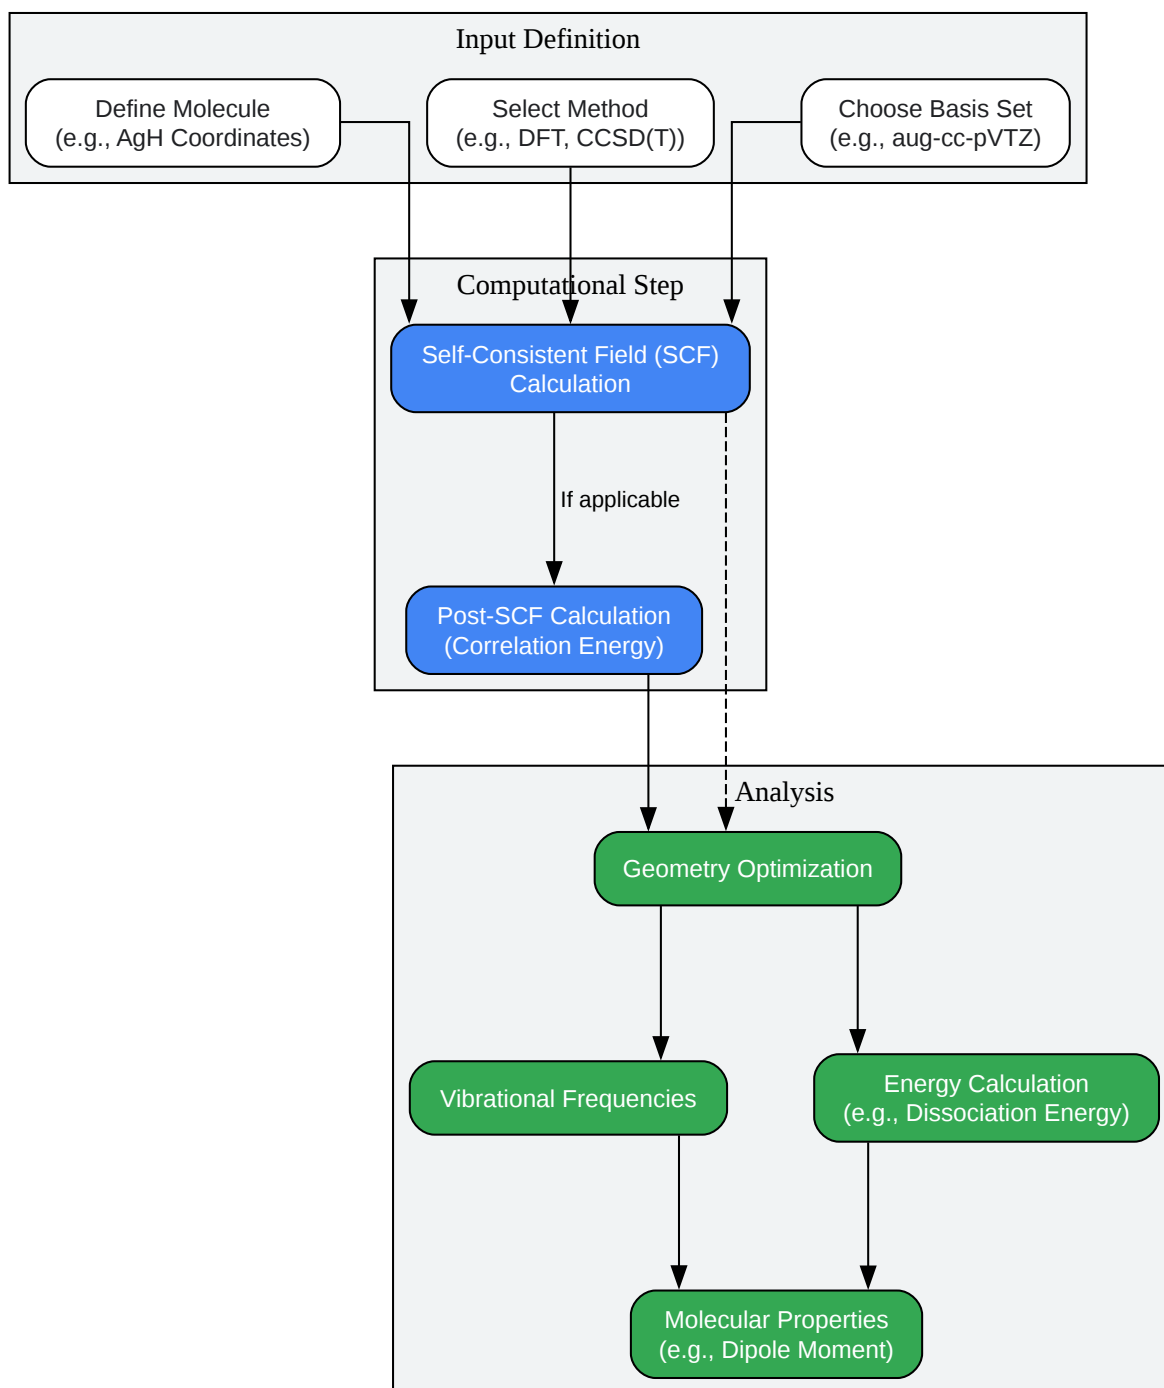 Input Definition
Define Molecule
(e.g., AgH Coordinates)
Select Method
(e.g., DFT, CCSD(T))
Choose Basis Set
(e.g., aug-cc-pVTZ)
Computational Step
Self-Consistent Field (SCF)
Calculation
If applicable
Post-SCF Calculation
(Correlation Energy)
Analysis
Geometry Optimization
Vibrational Frequencies
Energy Calculation
(e.g., Dissociation Energy)
Molecular Properties
(e.g., Dipole Moment)